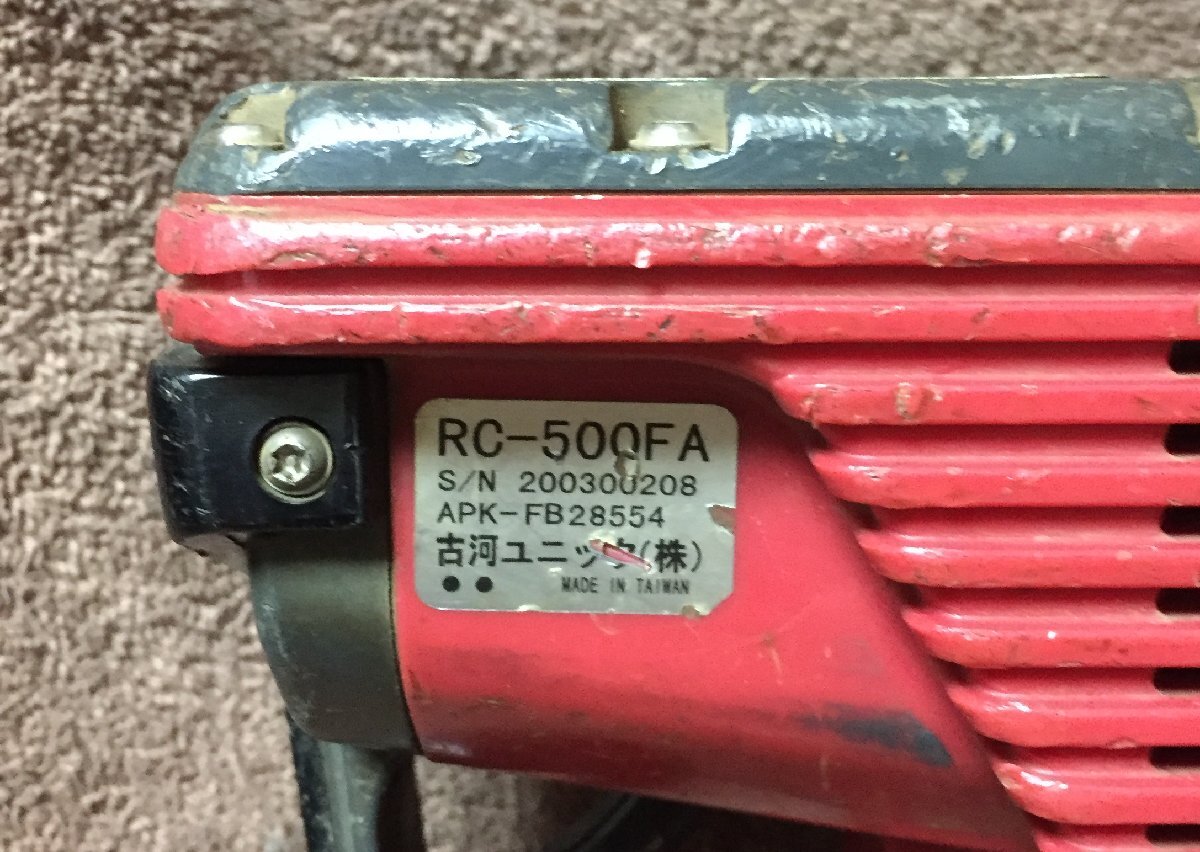 RC-500FA
S/N 200300208
APK-FB28554
古河ユニック(株)
●● MADE IN TAIWAN